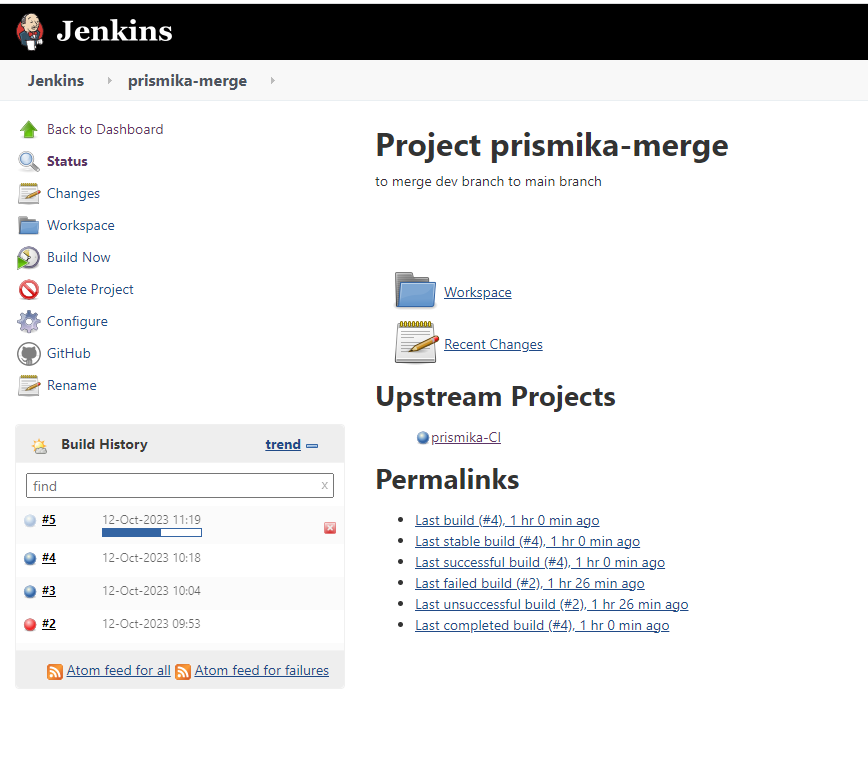 Jenkins
Jenkins prismika-merge
Back to Dashboard
Status
Changes
Workspace
Build Now
Delete Project
Configure
GitHub
Rename
Build History trend
find x
#5 12-Oct-2023 11:19
#4 12-Oct-2023 10:18
#3 12-Oct-2023 10:04
#2 12-Oct-2023 09:53
Atom feed for all Atom feed for failures
Project prismika-merge
to merge dev branch to main branch
Workspace
Recent Changes
Upstream Projects
prismika-CI
Permalinks
Last build (#4), 1 hr 0 min ago
Last stable build (#4), 1 hr 0 min ago
Last successful build (#4), 1 hr 0 min ago
Last failed build (#2), 1 hr 26 min ago
Last unsuccessful build (#2), 1 hr 26 min ago
Last completed build (#4), 1 hr 0 min ago